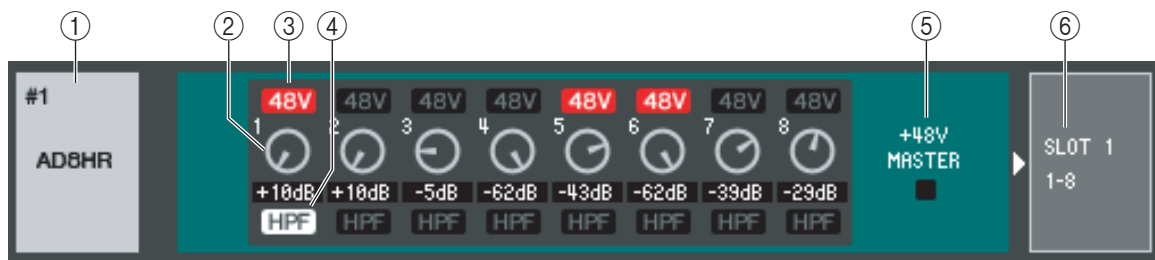 ① ② ③ ④ ⑤ ⑥
#1
AD8HR
48V 48V 48V 48V 48V 48V 48V 48V
1 2 3 4 5 6 7 8
+10dB +10dB -5dB -62dB -43dB -62dB -39dB -29dB
HPF HPF HPF HPF HPF HPF HPF HPF
+48V
MASTER
SLOT 1
1-8